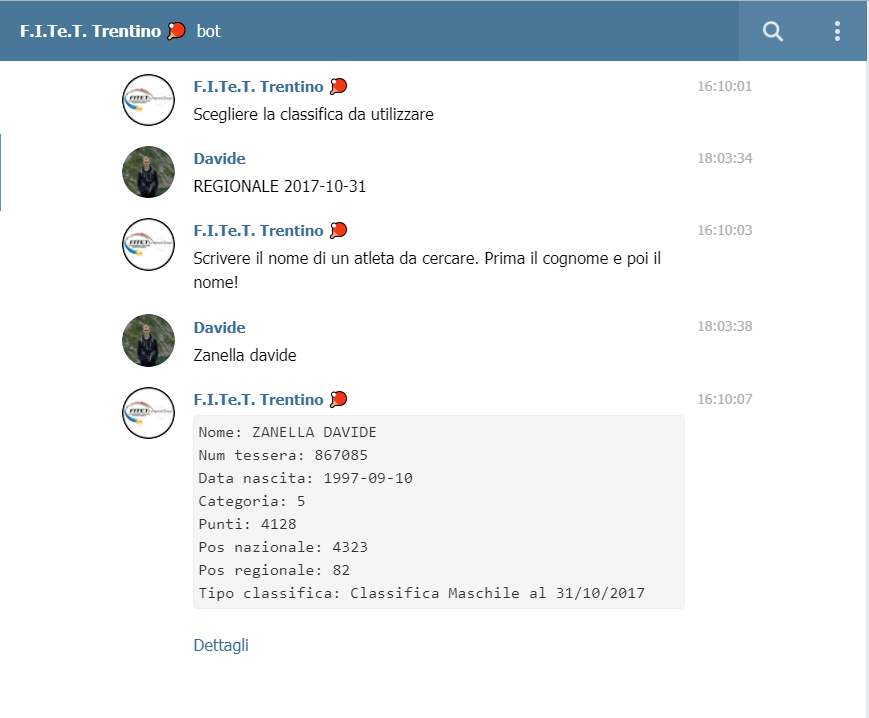 F.I.Te.T. Trentino 🏓 bot
F.I.Te.T. Trentino 🏓 16:10:01
Scegliere la classifica da utilizzare
Davide 18:03:34
REGIONALE 2017-10-31
F.I.Te.T. Trentino 🏓 16:10:03
Scrivere il nome di un atleta da cercare. Prima il cognome e poi il
nome!
Davide 18:03:38
Zanella davide
F.I.Te.T. Trentino 🏓 16:10:07
Nome: ZANELLA DAVIDE
Num tessera: 867085
Data nascita: 1997-09-10
Categoria: 5
Punti: 4128
Pos nazionale: 4323
Pos regionale: 82
Tipo classifica: Classifica Maschile al 31/10/2017
Dettagli